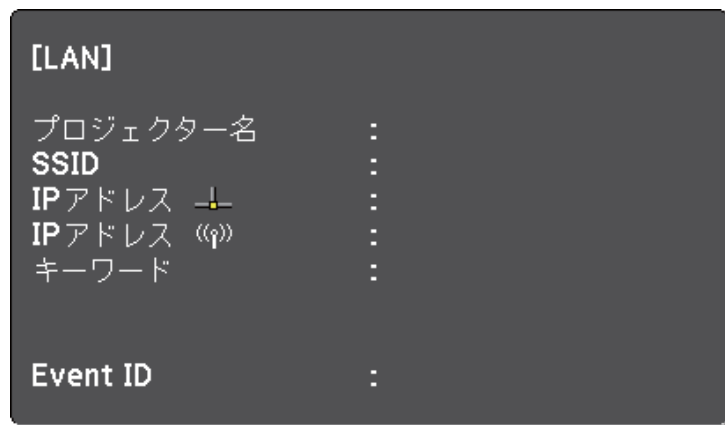 [LAN]
プロジェクター名 :
SSID :
IPアドレス :
IPアドレス :
キーワード :
Event ID :